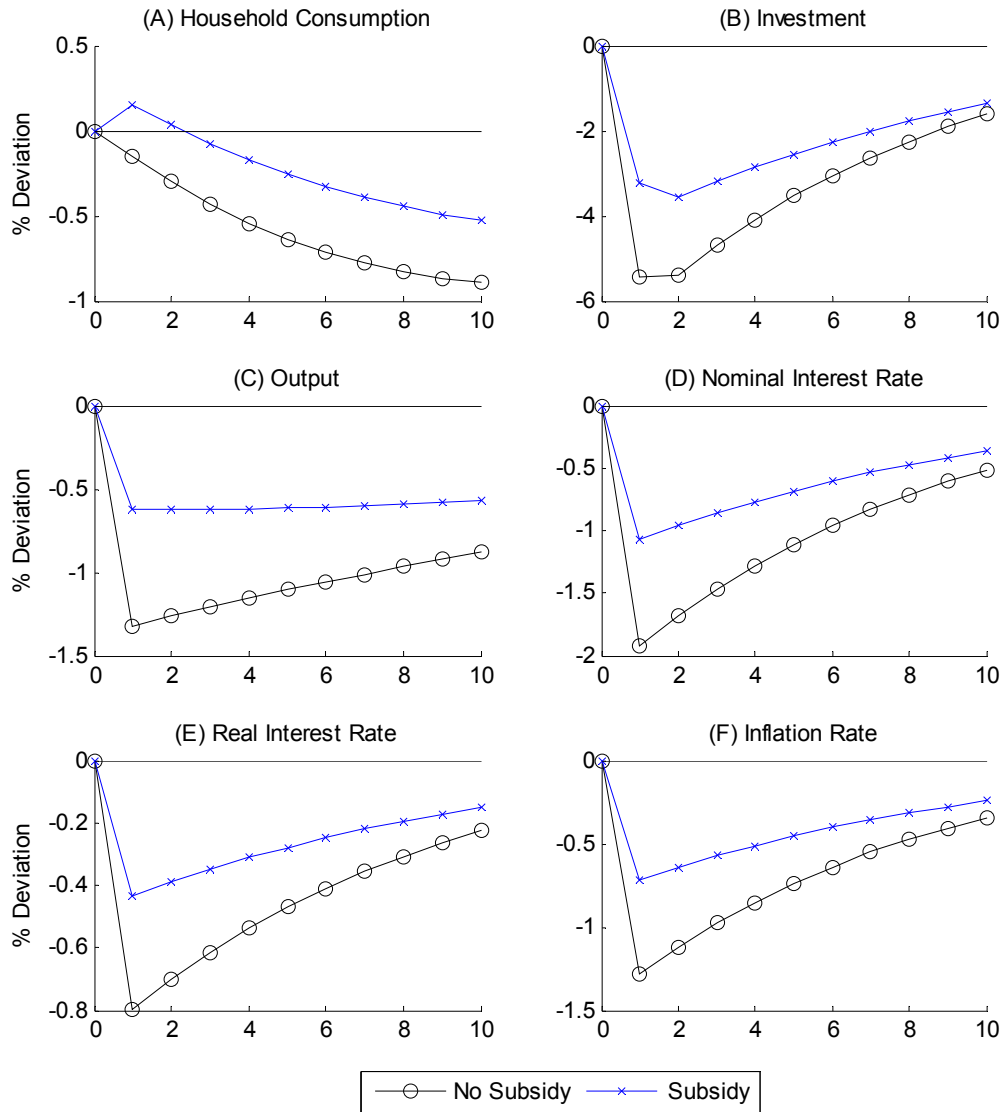 (A) Household Consumption
(B) Investment
% Deviation
0.5
0
-0.5
-1
0 2 4 6 8 10
0
-2
-4
-6
0 2 4 6 8 10
(C) Output
(D) Nominal Interest Rate
% Deviation
0
-0.5
-1
-1.5
0 2 4 6 8 10
0
-0.5
-1
-1.5
-2
0 2 4 6 8 10
(E) Real Interest Rate
(F) Inflation Rate
% Deviation
0
-0.2
-0.4
-0.6
-0.8
0 2 4 6 8 10
0
-0.5
-1
-1.5
0 2 4 6 8 10
No Subsidy
Subsidy